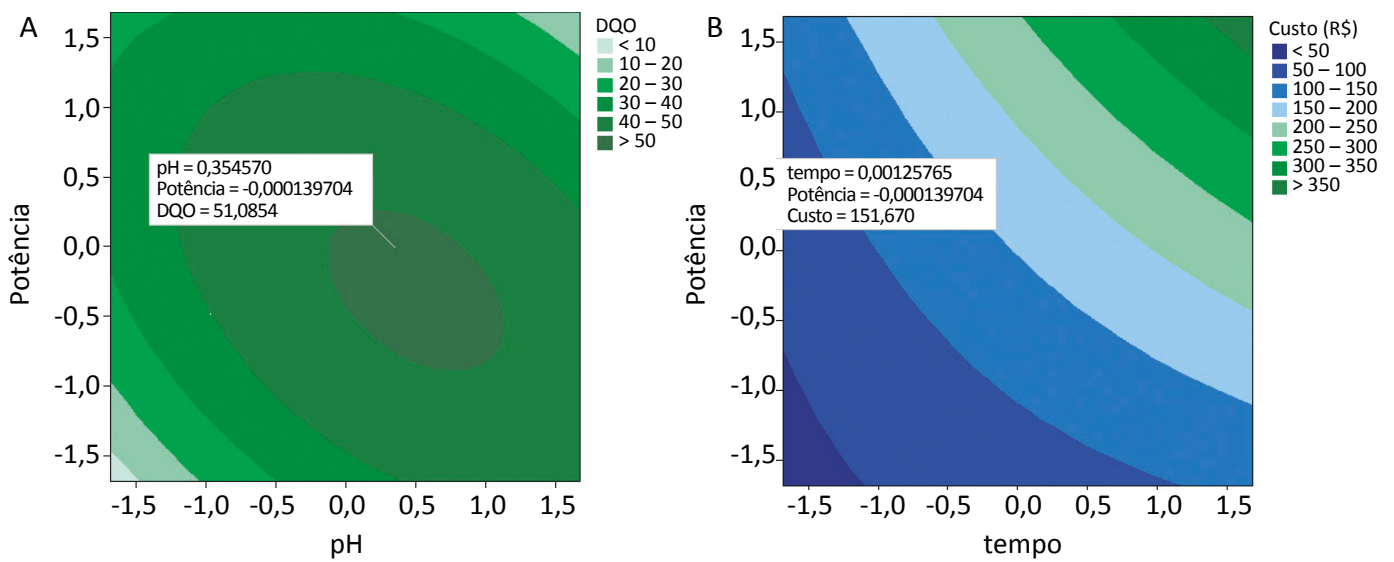 A
DQO
< 10
10 – 20
20 – 30
30 – 40
40 – 50
> 50
1,5
1,0
0,5
0,0
-0,5
-1,0
-1,5
Potência
pH = 0,354570
Potência = -0,000139704
DQO = 51,0854
-1,5 -1,0 -0,5 0,0 0,5 1,0 1,5
pH
B
Custo (R$)
< 50
50 – 100
100 – 150
150 – 200
200 – 250
250 – 300
300 – 350
> 350
1,5
1,0
0,5
0,0
-0,5
-1,0
-1,5
Potência
tempo = 0,00125765
Potência = -0,000139704
Custo = 151,670
-1,5 -1,0 -0,5 0,0 0,5 1,0 1,5
tempo